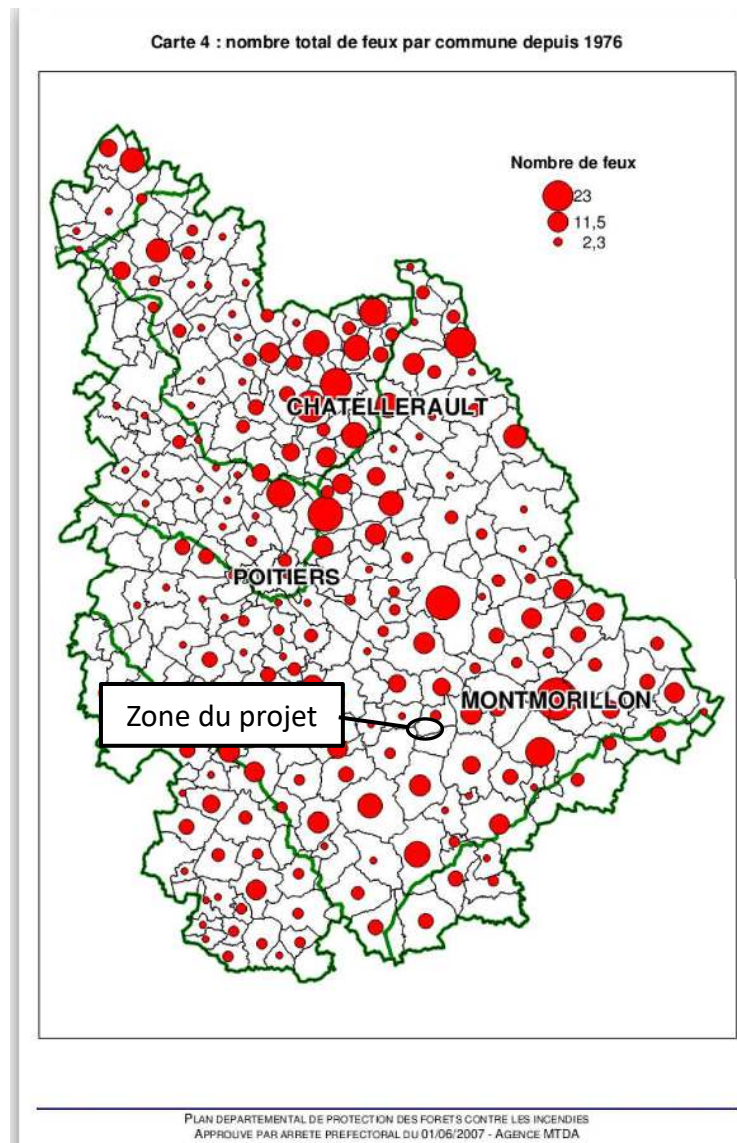 Carte 4 : nombre total de feux par commune depuis 1976
Nombre de feux
23
11,5
2,3
CHATELLERAULT
POITIERS
MONTMORILLON
Zone du projet
PLAN DEPARTEMENTAL DE PROTECTION DES FORETS CONTRE LES INCENDIES
APPROUVE PAR ARRETE PREFECTORAL DU 01/06/2007 - AGENCE MTDA